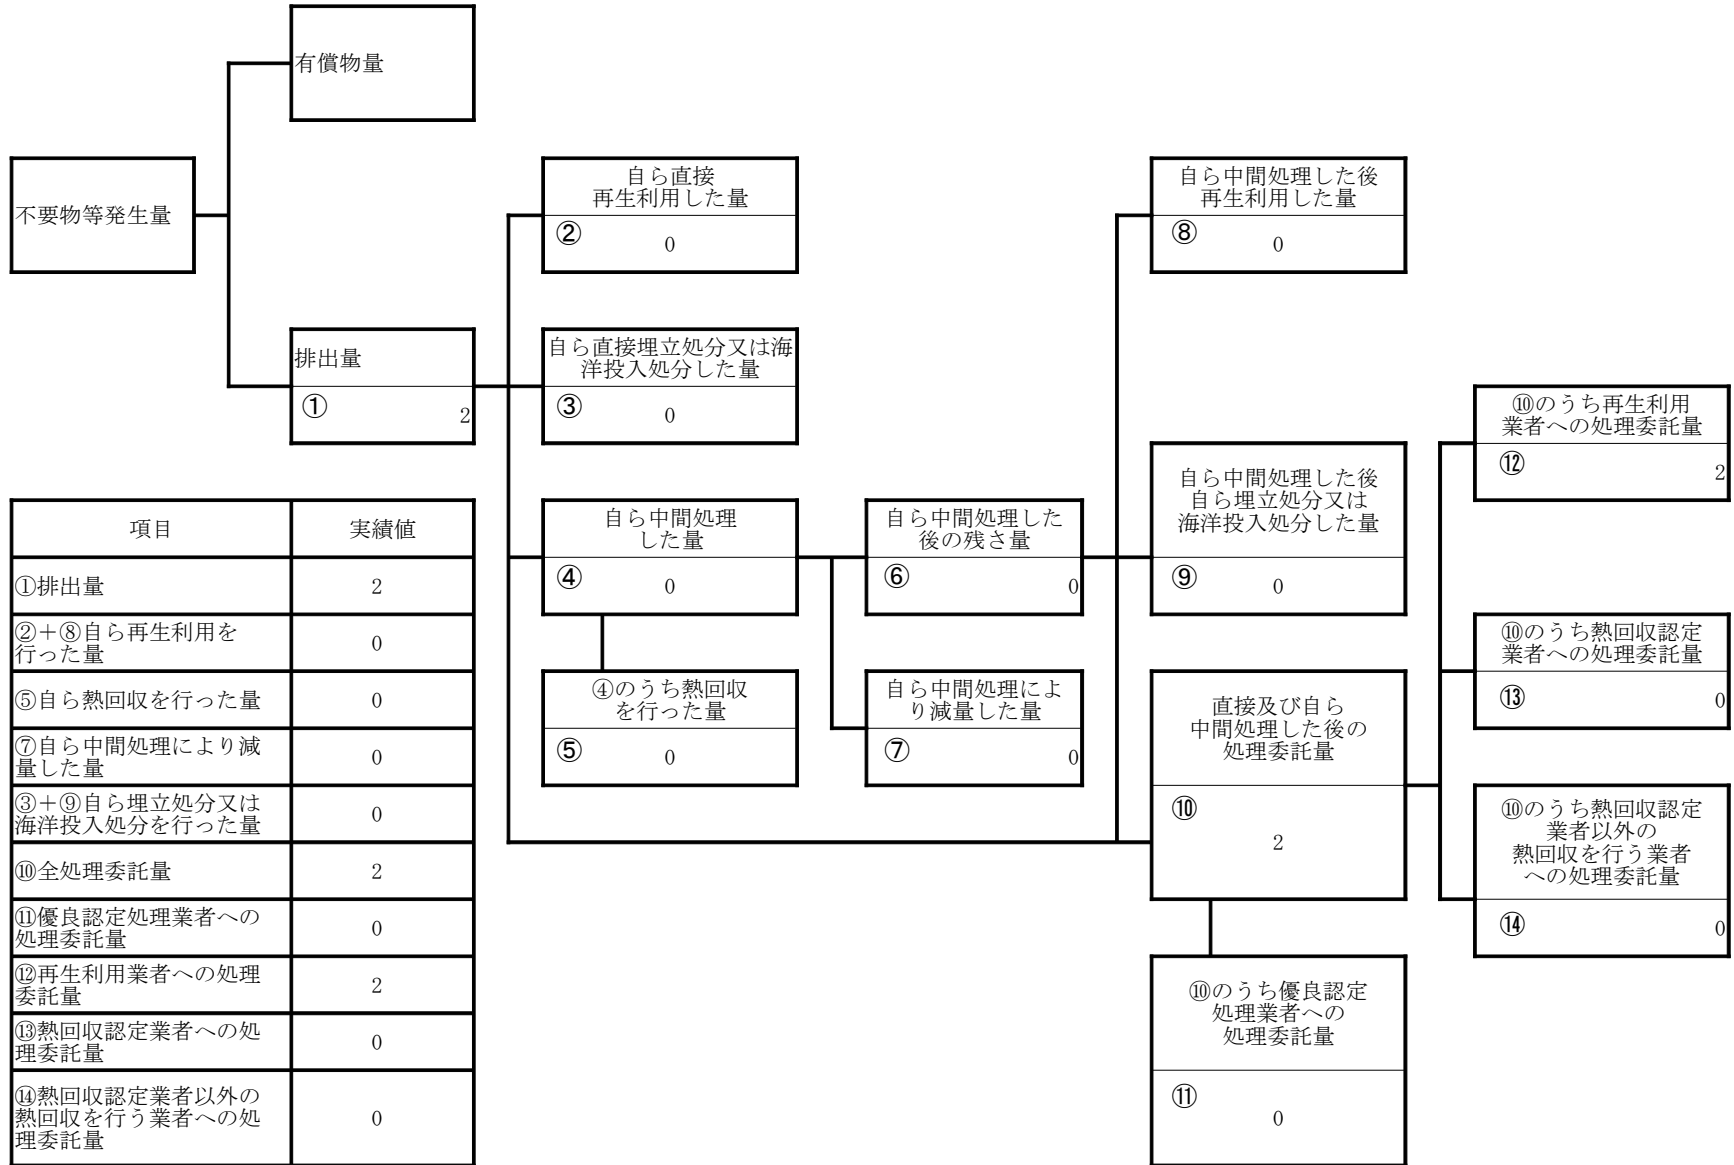 有償物量
不要物等発生量
自ら直接
再生利用した量
②
0
自ら中間処理した後
再生利用した量
⑧
0
排出量
①
2
自ら直接埋立処分又は海
洋投入処分した量
③
0
⑩のうち再生利用
業者への処理委託量
⑫
2
自ら中間処理した後
自ら埋立処分又は
海洋投入処分した量
⑨
0
自ら中間処理
した量
④
0
自ら中間処理した
後の残さ量
⑥
0
⑩のうち熱回収認定
業者への処理委託量
⑬
0
④のうち熱回収
を行った量
⑤
0
自ら中間処理によ
り減量した量
⑦
0
直接及び自ら
中間処理した後の
処理委託量
⑩
2
⑩のうち熱回収認定
業者以外の
熱回収を行う業者
への処理委託量
⑭
0
⑩のうち優良認定
処理業者への
処理委託量
⑪
0
項目 実績値
①排出量 2
②+⑧自ら再生利用を
行った量 0
⑤自ら熱回収を行った量 0
⑦自ら中間処理により減
量した量 0
③+⑨自ら埋立処分又は
海洋投入処分を行った量 0
⑩全処理委託量 2
⑪優良認定処理業者への
処理委託量 0
⑫再生利用業者への処理
委託量 2
⑬熱回収認定業者への処
理委託量 0
⑭熱回収認定業者以外の
熱回収を行う業者への処
理委託量 0